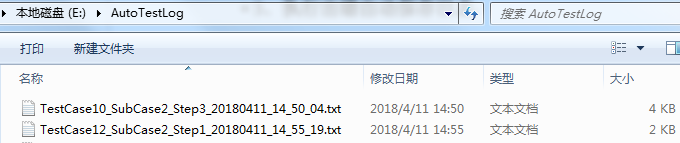 本地磁盘 (E:) AutoTestLog 搜索 AutoTestLog
打印 新建文件夹
名称 修改日期 类型 大小
TestCase10_SubCase2_Step3_20180411_14_50_04.txt 2018/4/11 14:50 文本文档 4 KB
TestCase12_SubCase2_Step1_20180411_14_55_19.txt 2018/4/11 14:55 文本文档 2 KB